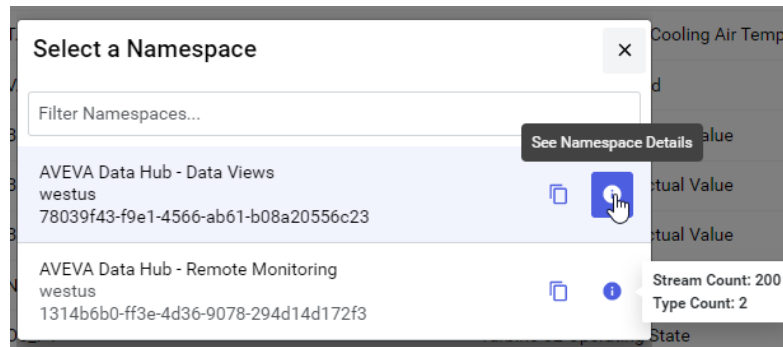 Select a Namespace
×
Cooling Air Temp
Filter Namespaces...
See Namespace Details
AVEVA Data Hub - Data Views
westus
78039f43-f9e1-4566-ab61-b08a20556c23
ctual Value
ctual Value
AVEVA Data Hub - Remote Monitoring
westus
1314b6b0-ff3e-4d36-9078-294d14d172f3
Stream Count: 200
Type Count: 2
State